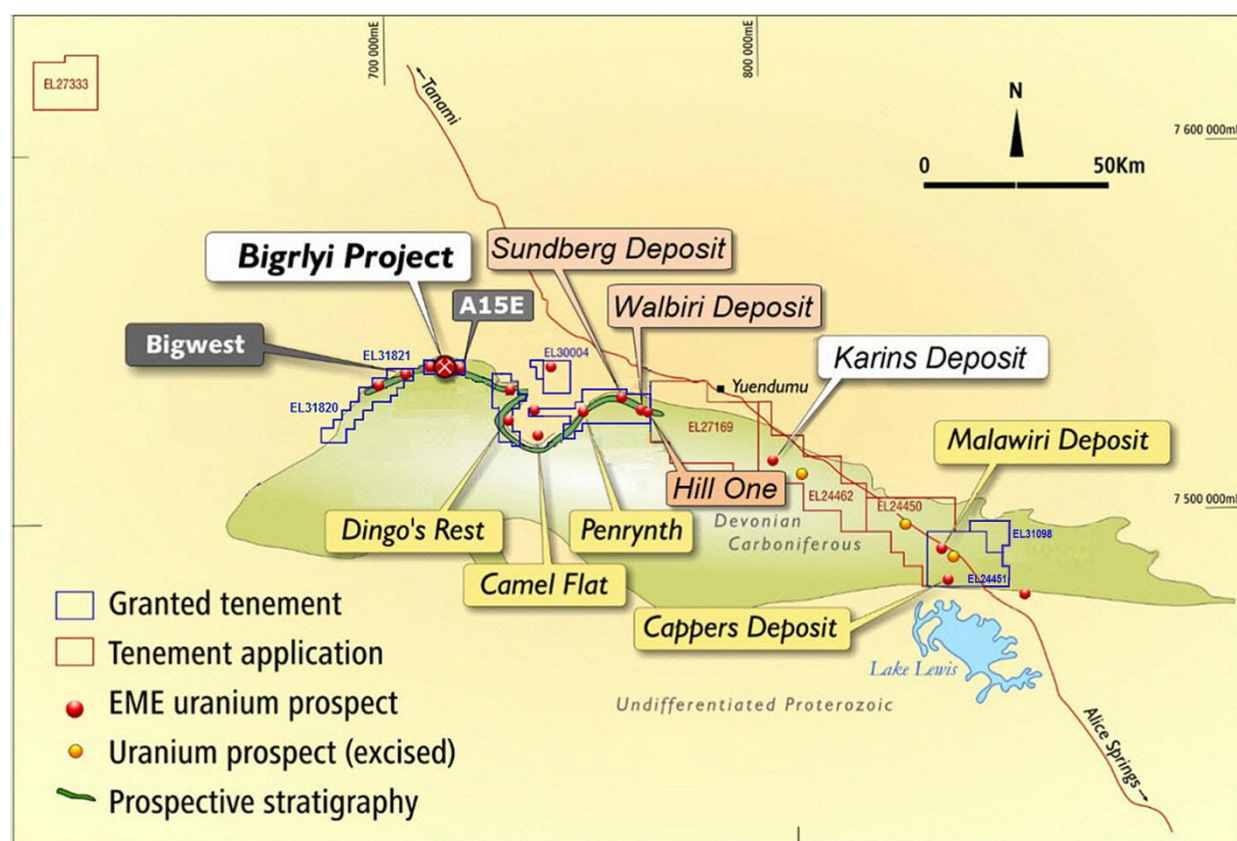 700 000mE
800 000mE
EL27333
Tanami
N
7 600 000mE
0
50Km
Bigrlyi Project
Sundberg Deposit
A15E
Walbiri Deposit
Bigwest
EL31821
EL30004
Karins Deposit
Yuendumu
EL31820
EL27169
Malawiri Deposit
Hill One
EL24462
EL24450
7 500 000mE
Dingo's Rest
Penrynth
Devonian
Carboniferous
EL31098
Camel Flat
EL24451
Granted tenement
Cappers Deposit
Tenement application
Lake Lewis
EME uranium prospect
Undifferentiated Proterozoic
Alice Springs
Uranium prospect (excised)
Prospective stratigraphy